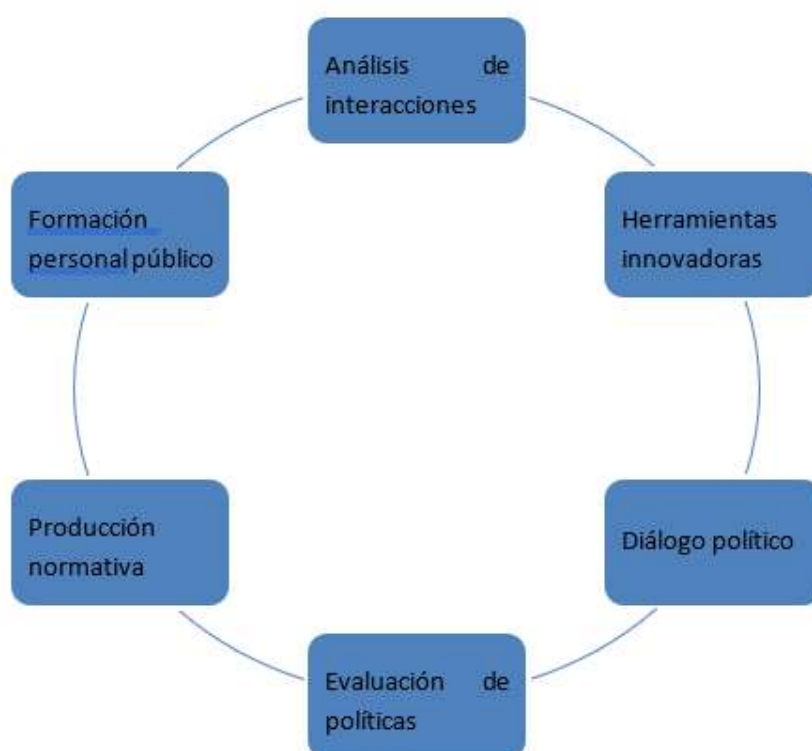 Análisis de
interacciones
Herramientas
innovadoras
Diálogo político
Evaluación de
políticas
Producción
normativa
Formación
personal público